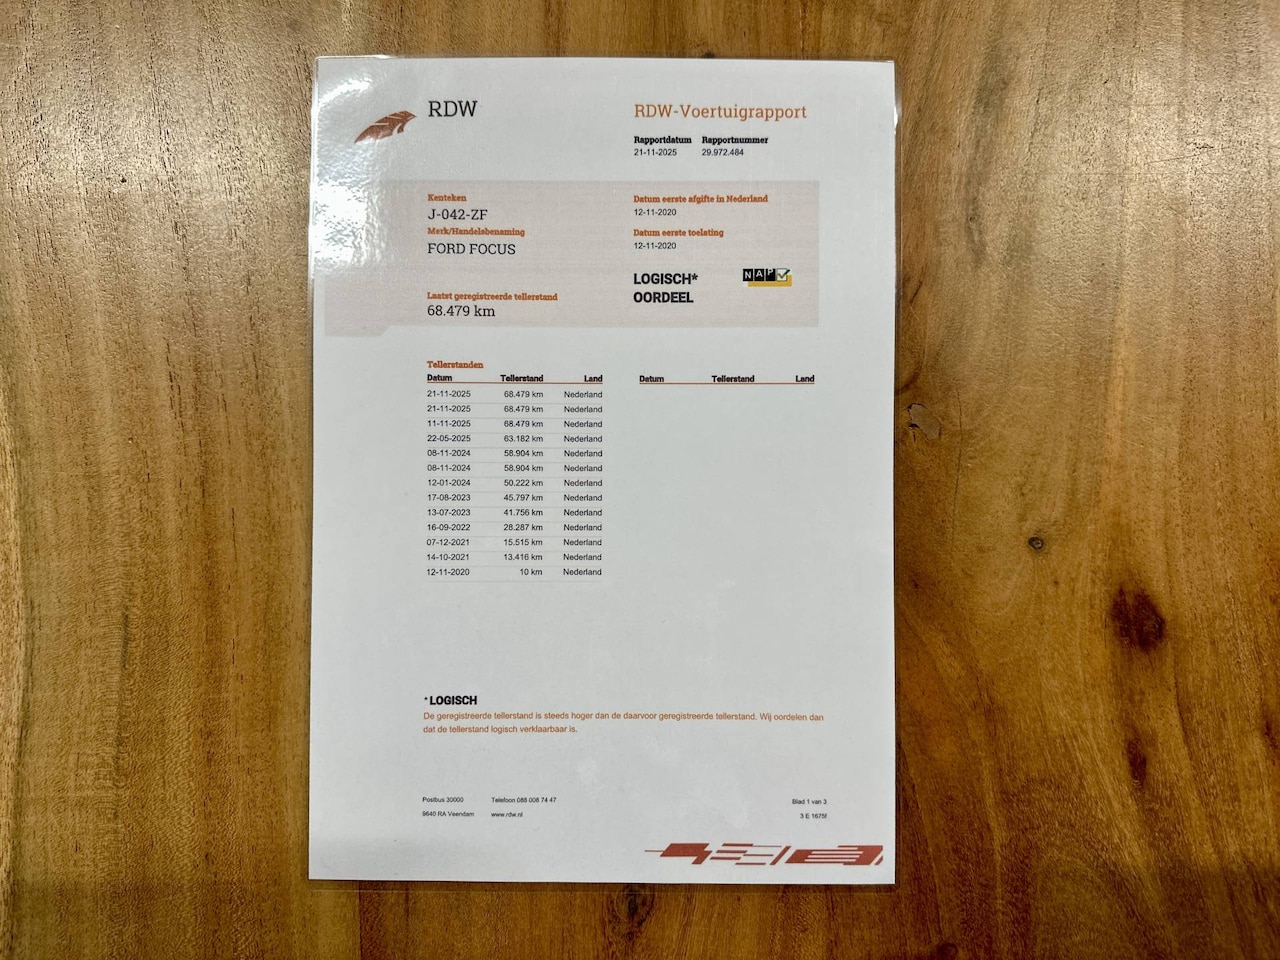 RDW
RDW-Voertuigrapport
Rapportdatum Rapportnummer
21-11-2025 29.972.484
Kenteken
J-042-ZF
Merk/Handelsbenaming
FORD FOCUS
Laatst geregistreerde tellerstand
68.479 km
Datum eerste afgifte in Nederland
12-11-2020
Datum eerste toelating
12-11-2020
LOGISCH*
OORDEEL
NAP
Tellerstanden
Datum Tellerstand Land
21-11-2025 68.479 km Nederland
21-11-2025 68.479 km Nederland
11-11-2025 68.479 km Nederland
22-05-2025 63.182 km Nederland
08-11-2024 58.904 km Nederland
08-11-2024 58.904 km Nederland
12-01-2024 50.222 km Nederland
17-08-2023 45.797 km Nederland
13-07-2023 41.756 km Nederland
16-09-2022 28.287 km Nederland
07-12-2021 15.515 km Nederland
14-10-2021 13.416 km Nederland
12-11-2020 10 km Nederland
Datum Tellerstand Land
*LOGISCH
De geregistreerde tellerstand is steeds hoger dan de daarvoor geregistreerde tellerstand. Wij oordelen dan
dat de tellerstand logisch verklaarbaar is.
Postbus 30000 Telefoon 088 008 74 47
9640 RA Veendam www.rdw.nl
Blad 1 van 3
3 E 1675f